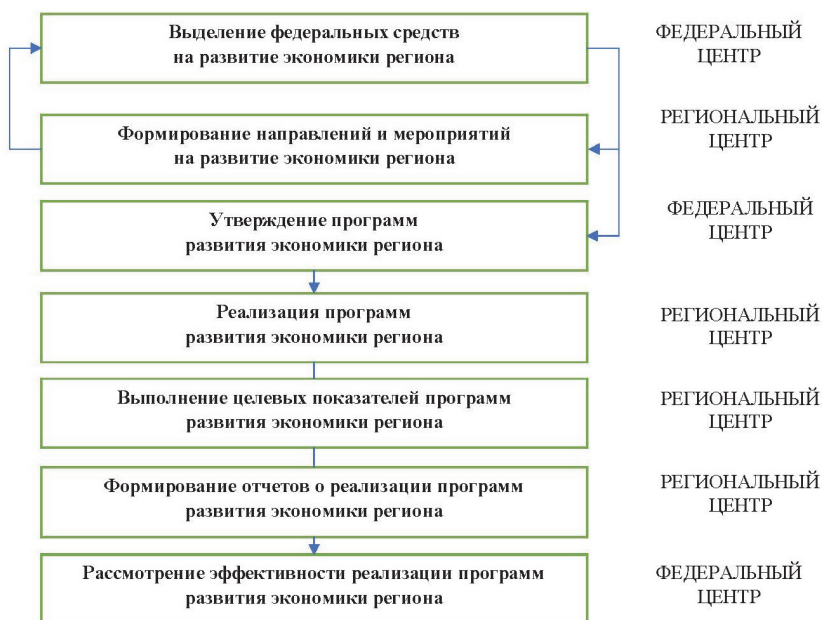 Выделение федеральных средств
на развитие экономики региона
ФЕДЕРАЛЬНЫЙ
ЦЕНТР
Формирование направлений и мероприятий
на развитие экономики региона
РЕГИОНАЛЬНЫЙ
ЦЕНТР
Утверждение программ
развития экономики региона
ФЕДЕРАЛЬНЫЙ
ЦЕНТР
Реализация программ
развития экономики региона
РЕГИОНАЛЬНЫЙ
ЦЕНТР
Выполнение целевых показателей программ
развития экономики региона
РЕГИОНАЛЬНЫЙ
ЦЕНТР
Формирование отчетов о реализации программ
развития экономики региона
РЕГИОНАЛЬНЫЙ
ЦЕНТР
Рассмотрение эффективности реализации программ
развития экономики региона
ФЕДЕРАЛЬНЫЙ
ЦЕНТР